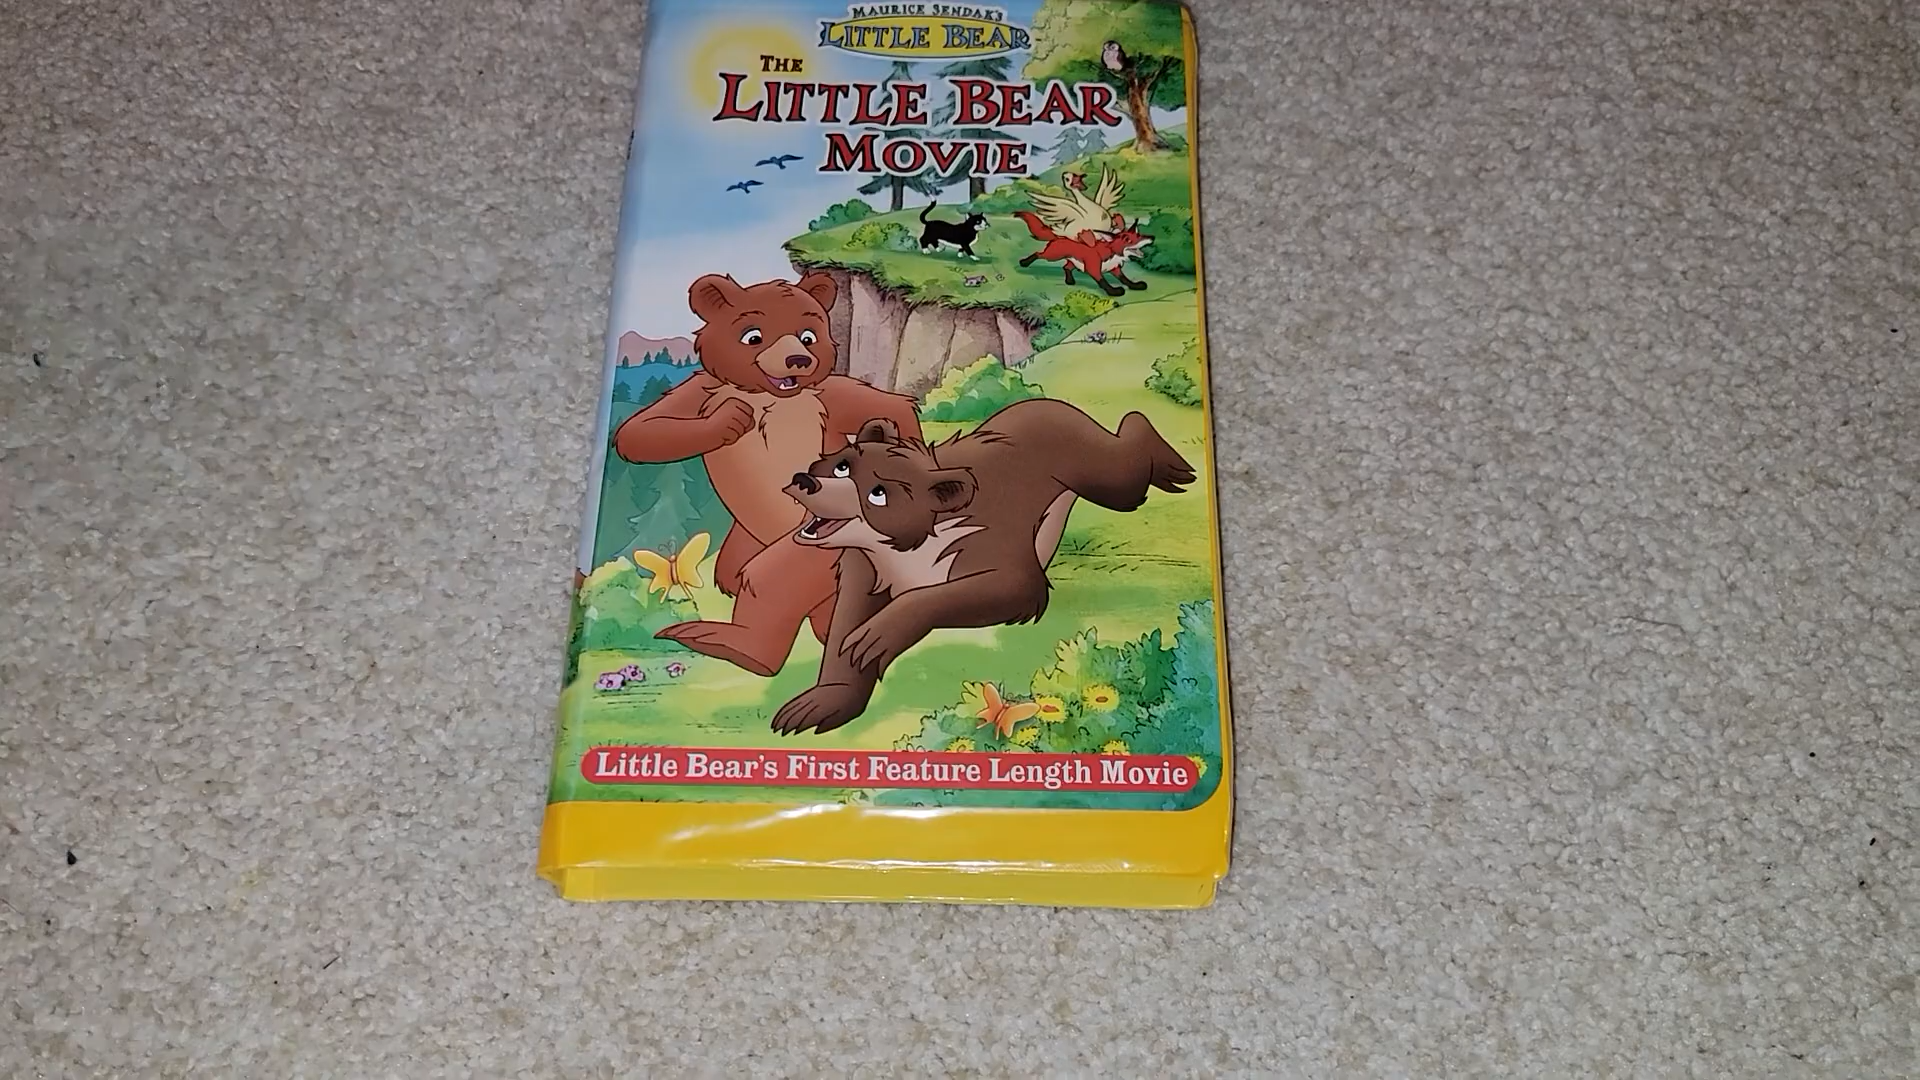 MAURICE SENDAK'S
LITTLE BEAR
THE
LITTLE BEAR
MOVIE
Little Bear's First Feature Length Movie